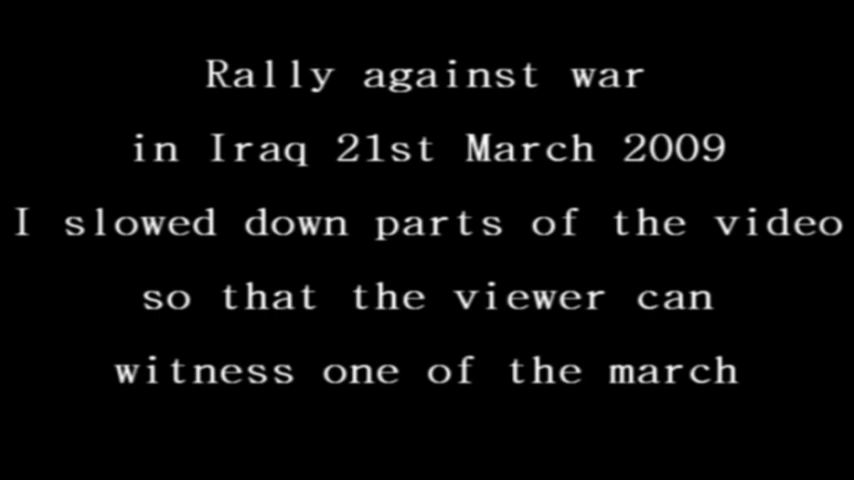 Rally against war
in Iraq 21st March 2009
I slowed down parts of the video
so that the viewer can
witness one of the march